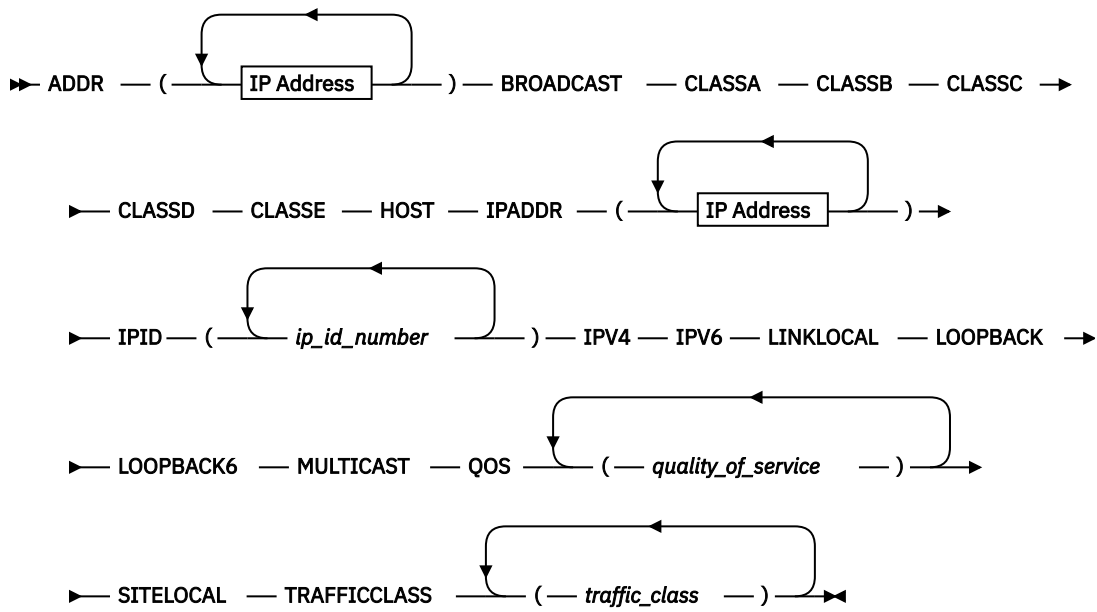 ADDR ( IP Address ) BROADCAST CLASSA CLASSB CLASSC
CLASSD CLASSE HOST IPADDR ( IP Address )
IPID ( ip_id_number ) IPV4 IPV6 LINKLOCAL LOOPBACK
LOOPBACK6 MULTICAST QOS ( quality_of_service )
SITELOCAL TRAFFICCLASS ( traffic_class )